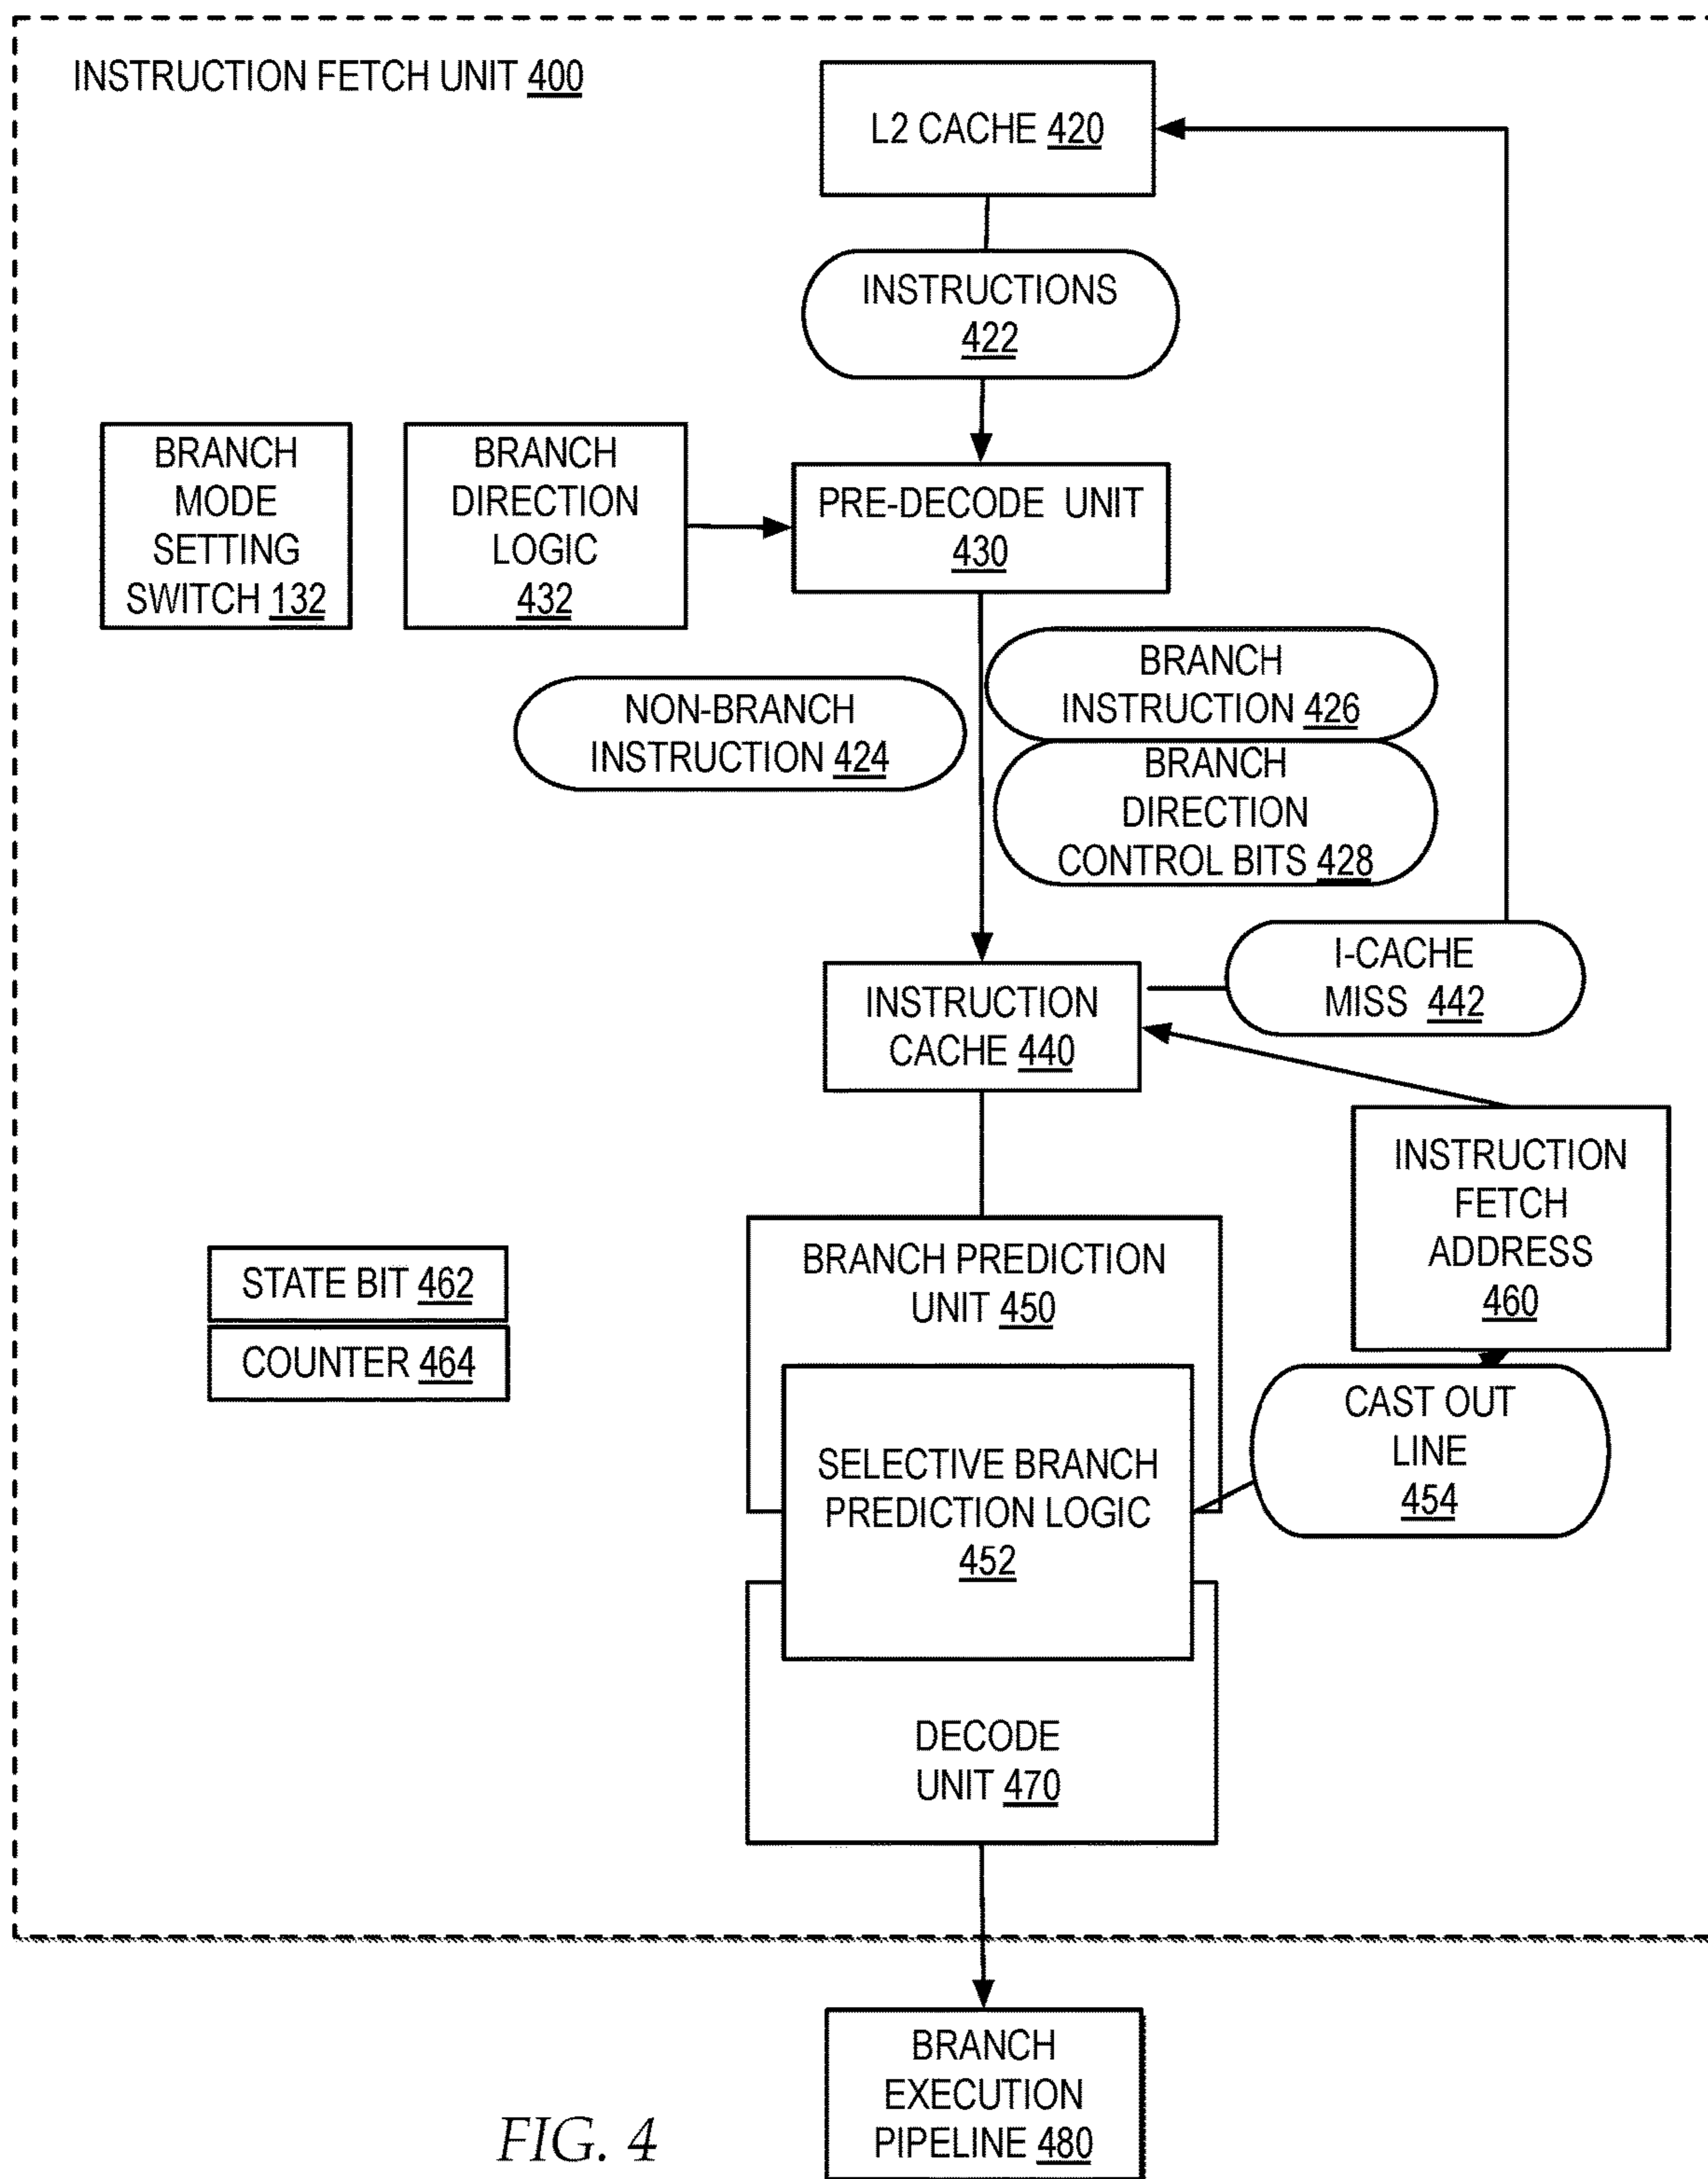 INSTRUCTION FETCH UNIT 400
L2 CACHE 420
INSTRUCTIONS
422
BRANCH
MODE
SETTING
SWITCH 132
BRANCH
DIRECTION
LOGIC
432
PRE-DECODE UNIT
430
NON-BRANCH
INSTRUCTION 424
BRANCH
INSTRUCTION 426
BRANCH
DIRECTION
CONTROL BITS 428
I-CACHE
MISS 442
INSTRUCTION
CACHE 440
INSTRUCTION
FETCH
ADDRESS
460
STATE BIT 462
COUNTER 464
BRANCH PREDICTION
UNIT 450
CAST OUT
LINE
454
SELECTIVE BRANCH
PREDICTION LOGIC
452
DECODE
UNIT 470
BRANCH
EXECUTION
PIPELINE 480
FIG. 4